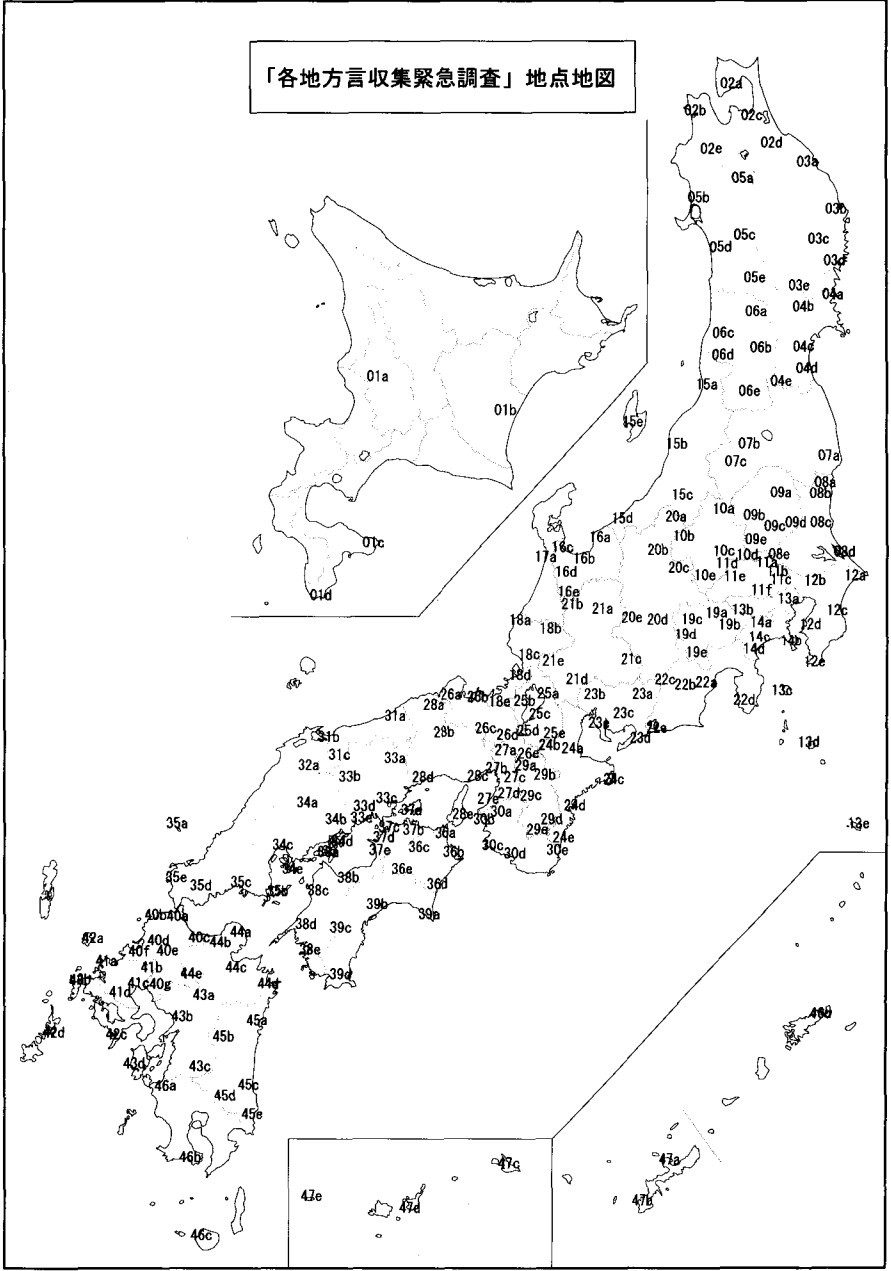 「各地方言収集緊急調査」地点地図
02a
02b
02c
02d
02e
03a
05a
05b
03b
05c
03c
05d
03d
05e
03e
04a
06a
04b
06c
06b
04c
06d
04d
01a
15a
04e
06e
01b
15e
15b
07b
07c
07a
08a
15c
09a
08b
10a
15d
20a
09b
09c
09d
08c
16a
10b
09e
01c
16c
17a
16b
20b
10c
10d
08e
08d
11d
11a
16d
20c
10e
11e
11b
11c
12b
12a
01d
16e
11f
13a
21b
21a
13b
12c
18a
20e
20d
19c
19a
19b
14a
12d
18b
19d
14c
14b
18c
21e
21c
19e
14d
12e
18d
21d
22c
22b
22a
26a
25a
23b
23a
13c
28a
18e
25b
22d
31a
25c
23c
31b
28b
26c
26d
25d
25e
23e
22e
23d
13d
31c
27a
26e
24b
24a
32a
33a
29a
33b
28d
28c
27b
27c
29b
24c
34a
33c
27e
27d
29c
33d
24d
35a
34b
33e
28e
30a
30b
29d
13e
37b
37d
36a
29e
24e
34c
37e
36c
36b
30c
30d
30e
34e
36e
35e
35d
35c
38b
38c
36d
40b
40a
39b
39a
42a
40d
40c
44b
44a
38d
39c
40f
40e
38e
41a
41b
44e
44c
39d
41c
40g
44d
41d
43a
43b
45a
42d
42c
45b
43d
43c
46a
45c
45d
45e
46b
47a
47c
47e
47d
47b
46c